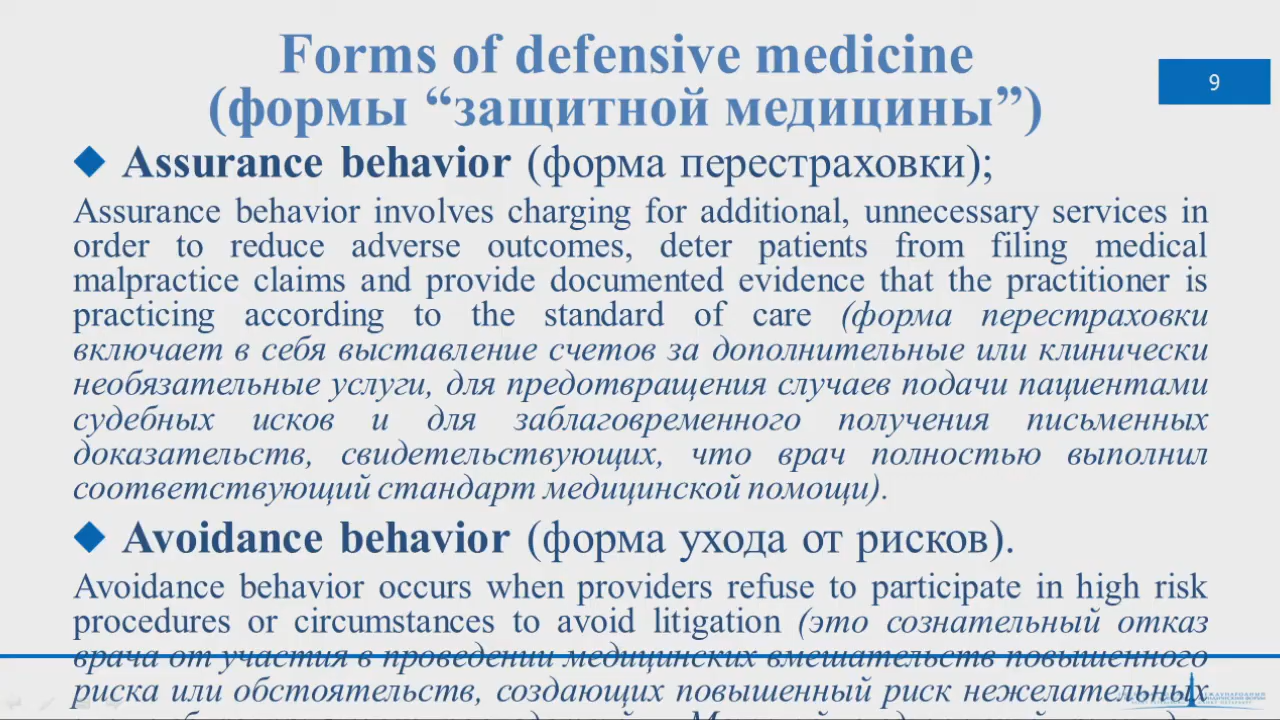 Forms of defensive medicine
(формы “защитной медицины”)
9
Assurance behavior (форма перестраховки);
Assurance behavior involves charging for additional, unnecessary services in
order to reduce adverse outcomes, deter patients from filing medical
malpractice claims and provide documented evidence that the practitioner is
practicing according to the standard of care (форма перестраховки
включает в себя выставление счетов за дополнительные или клинически
необязательные услуги, для предотвращения случаев подачи пациентами
судебных исков и для заблаговременного получения письменных
доказательств, свидетельствующих, что врач полностью выполнил
соответствующий стандарт медицинской помощи).
Avoidance behavior (форма ухода от рисков).
Avoidance behavior occurs when providers refuse to participate in high risk
procedures or circumstances to avoid litigation (это сознательный отказ
врача от участия в проведении медицинских вмешательств повышенного
риска или обстоятельств, создающих повышенный риск нежелательных